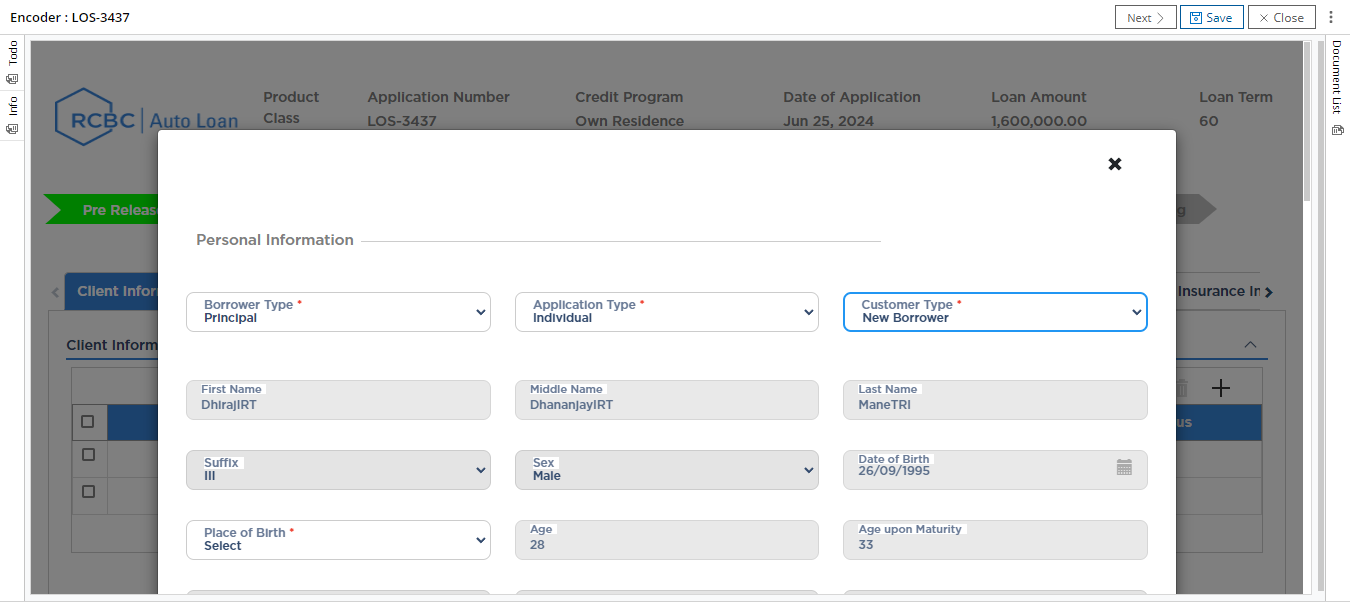 Encoder : LOS-3437
Next
Save
Close
Todo
Info
Document List
RCBC Auto Loan
Product Class
Application Number
LOS-3437
Credit Program
Own Residence
Date of Application
Jun 25, 2024
Loan Amount
1,600,000.00
Loan Term
60
Pre Releas
g
Client Infor
Insurance In
Client Inform
us
Personal Information
Borrower Type *
Principal
Application Type *
Individual
Customer Type *
New Borrower
First Name
DhirajIRT
Middle Name
DhananjayIRT
Last Name
ManeTRI
Suffix
III
Sex
Male
Date of Birth
26/09/1995
Place of Birth *
Select
Age
28
Age upon Maturity
33